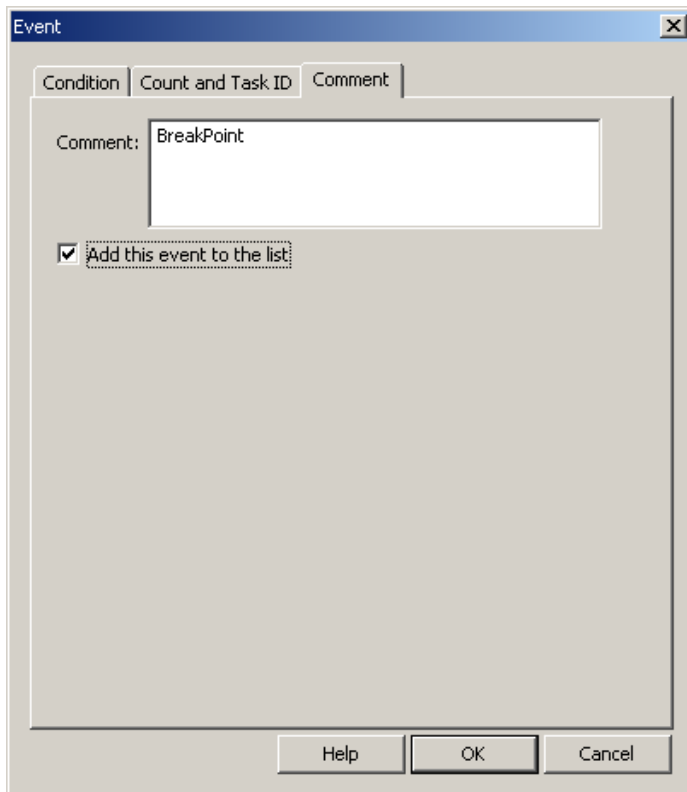 Event
Condition
Count and Task ID
Comment
Comment:
BreakPoint
Add this event to the list
Help
OK
Cancel